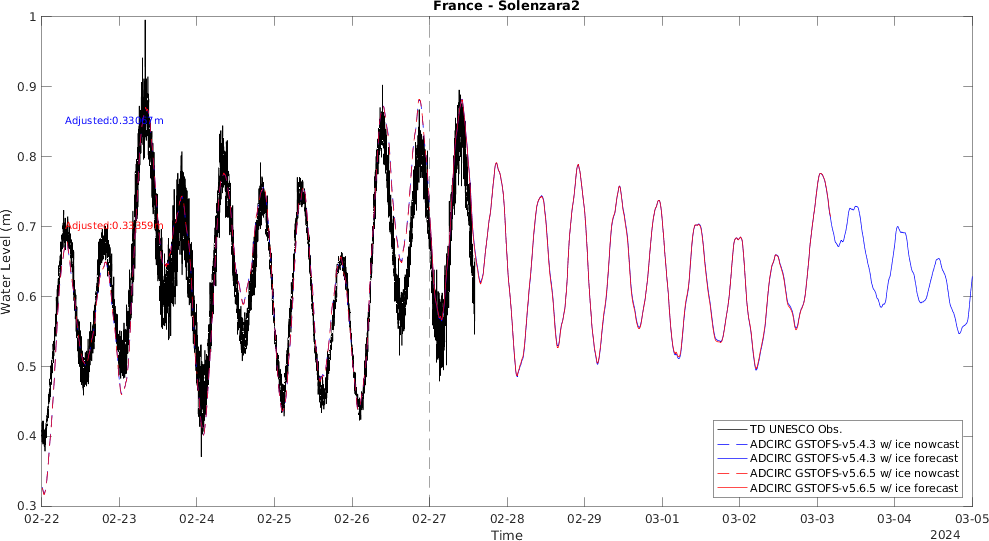 France - Solenzara2
Water Level (m)
1
0.9
0.8
0.7
0.6
0.5
0.4
0.3
TD UNESCO Obs.
ADCIRC GSTOFS-v5.4.3 w/ ice nowcast
ADCIRC GSTOFS-v5.4.3 w/ ice forecast
ADCIRC GSTOFS-v5.6.5 w/ ice nowcast
ADCIRC GSTOFS-v5.6.5 w/ ice forecast
02-22 02-23 02-24 02-25 02-26 02-27 02-28 02-29 03-01 03-02 03-03 03-04 03-05
Time
2024